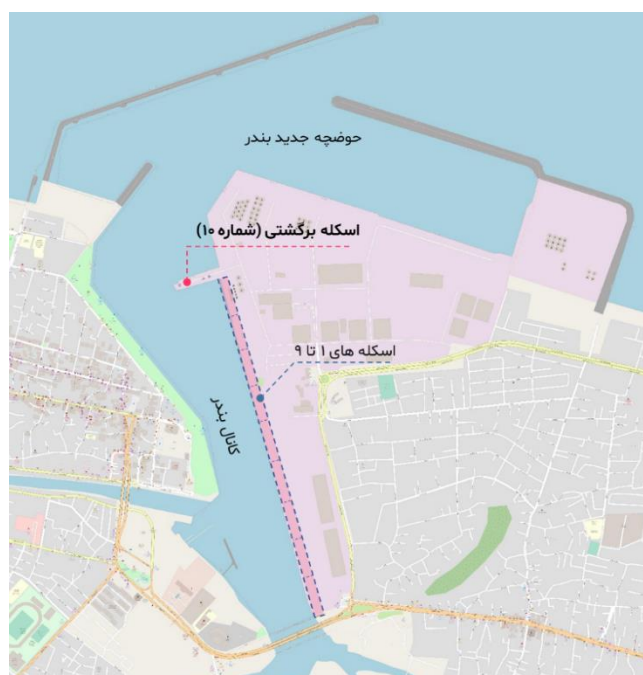 حوضچه جدید بندر
اسکله برگشتی (شماره ۱۰)
اسکله های ۱ تا ۹
کانال بندر